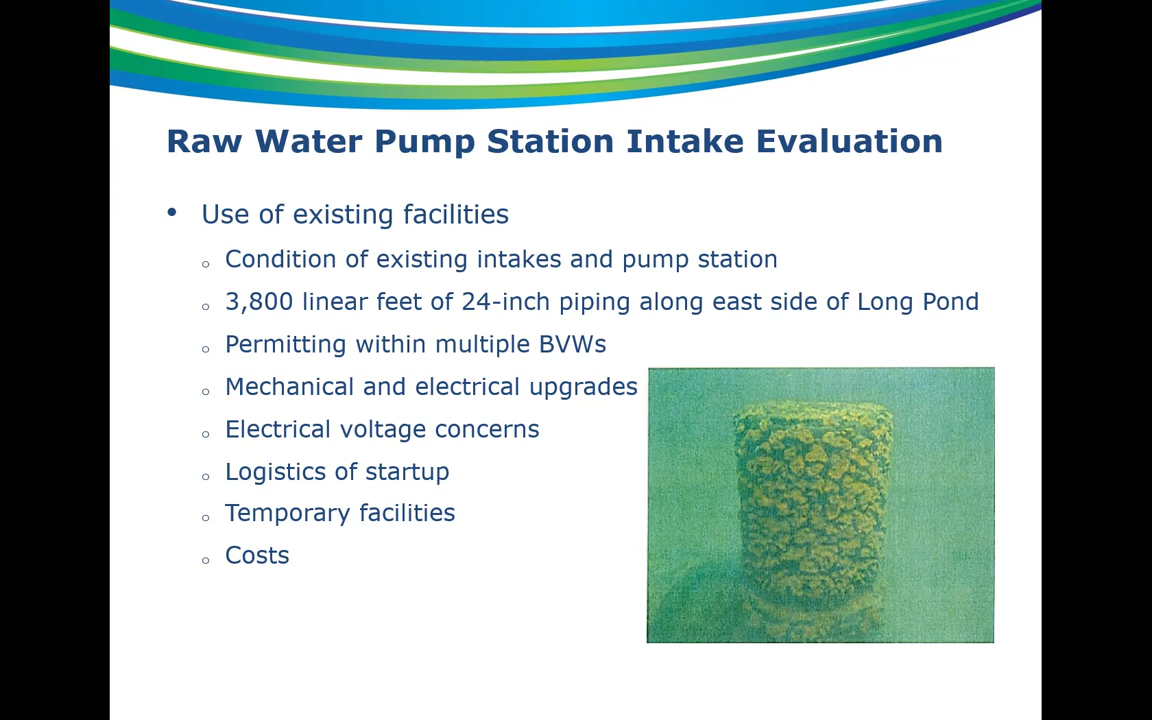 Raw Water Pump Station Intake Evaluation
• Use of existing facilities
o Condition of existing intakes and pump station
o 3,800 linear feet of 24-inch piping along east side of Long Pond
o Permitting within multiple BVWs
o Mechanical and electrical upgrades
o Electrical voltage concerns
o Logistics of startup
o Temporary facilities
o Costs